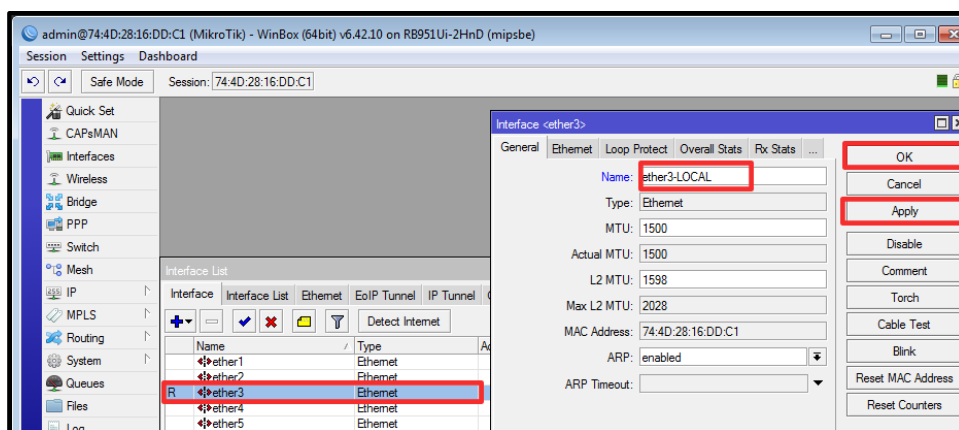 admin@74:4D:28:16:DD:C1 (MikroTik) - WinBox (64bit) v6.42.10 on RB951Ui-2HnD (mipsbe)
Session Settings Dashboard
Safe Mode Session: 74:4D:28:16:DD:C1
Quick Set
CAPsMAN
Interfaces
Wireless
Bridge
PPP
Switch
Mesh
IP
MPLS
Routing
System
Queues
Files
Log
Interface List
Interface Interface List Ethernet EoIP Tunnel IP Tunnel
Detect Internet
Name Type
ether1 Ethernet
ether2 Ethernet
R ether3 Ethernet
ether4 Ethernet
ether5 Ethernet
Interface <ether3>
General Ethernet Loop Protect Overall Stats Rx Stats ...
Name: ether3-LOCAL
Type: Ethernet
MTU: 1500
Actual MTU: 1500
L2 MTU: 1598
Max L2 MTU: 2028
MAC Address: 74:4D:28:16:DD:C1
ARP: enabled
ARP Timeout:
OK
Cancel
Apply
Disable
Comment
Torch
Cable Test
Blink
Reset MAC Address
Reset Counters